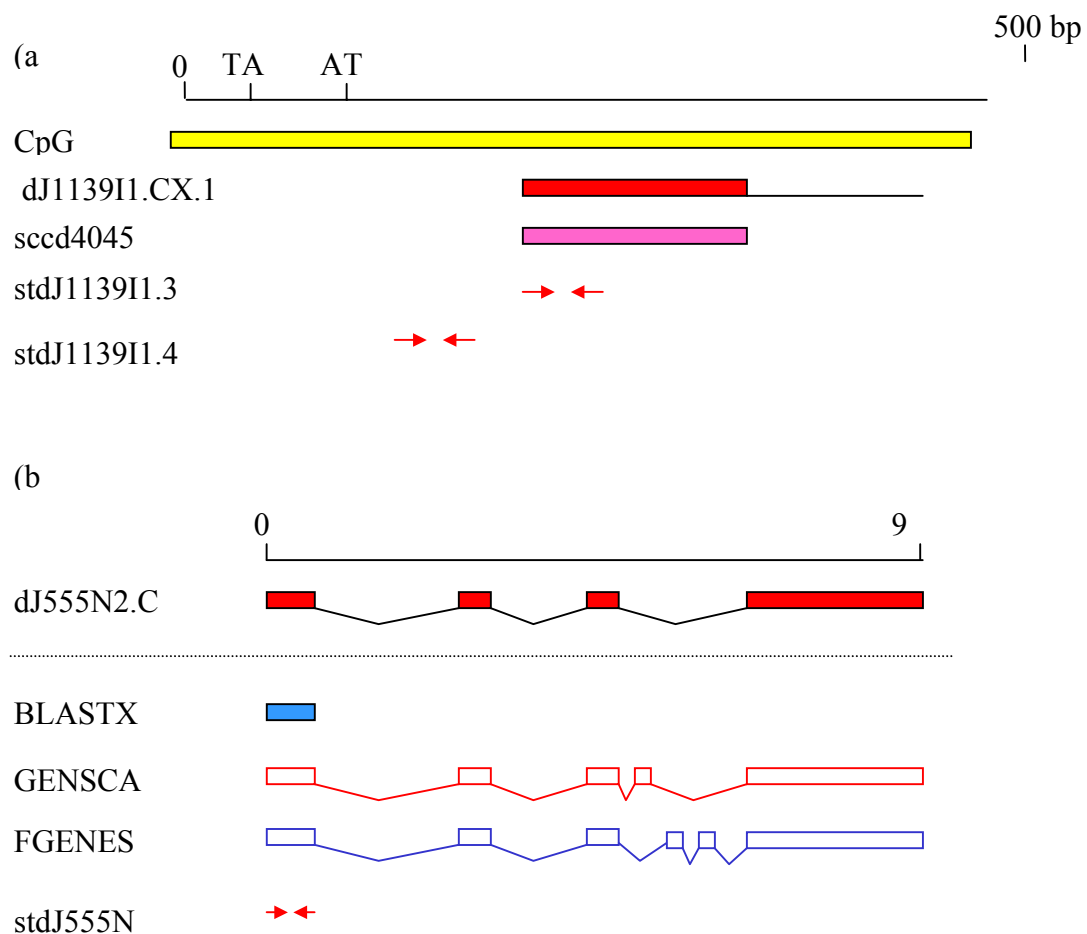 (a
500 bp
0 TA AT
CpG
dJ1139I1.CX.1
sccd4045
stdJ1139I1.3
stdJ1139I1.4
(b
0 9
dJ555N2.C
BLASTX
GENSCA
FGENES
stdJ555N